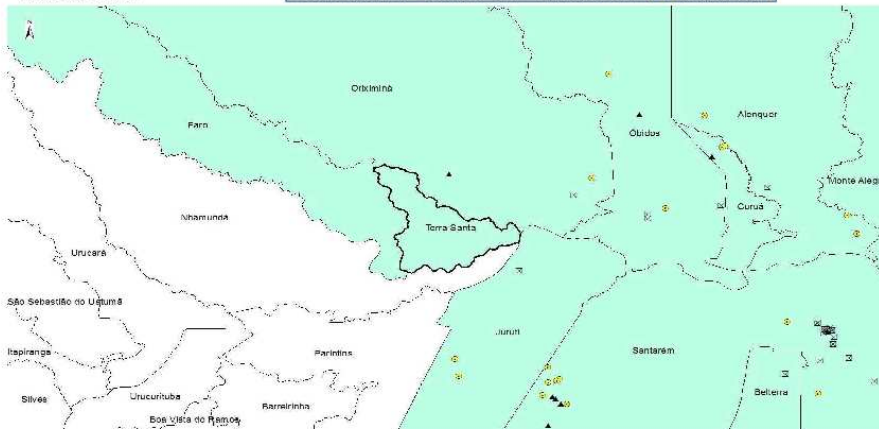 Oriximiná
Alenquer
Faro
Óbidos
Monte Aleg
Nhamundá
Curuá
Terra Santa
Urucará
São Sebastião do Uatumã
Juruti
Santarém
Itapiranga
Parintins
Belterra
Silves
Urucurituba
Barreirinha
Boa Vista do Ramos